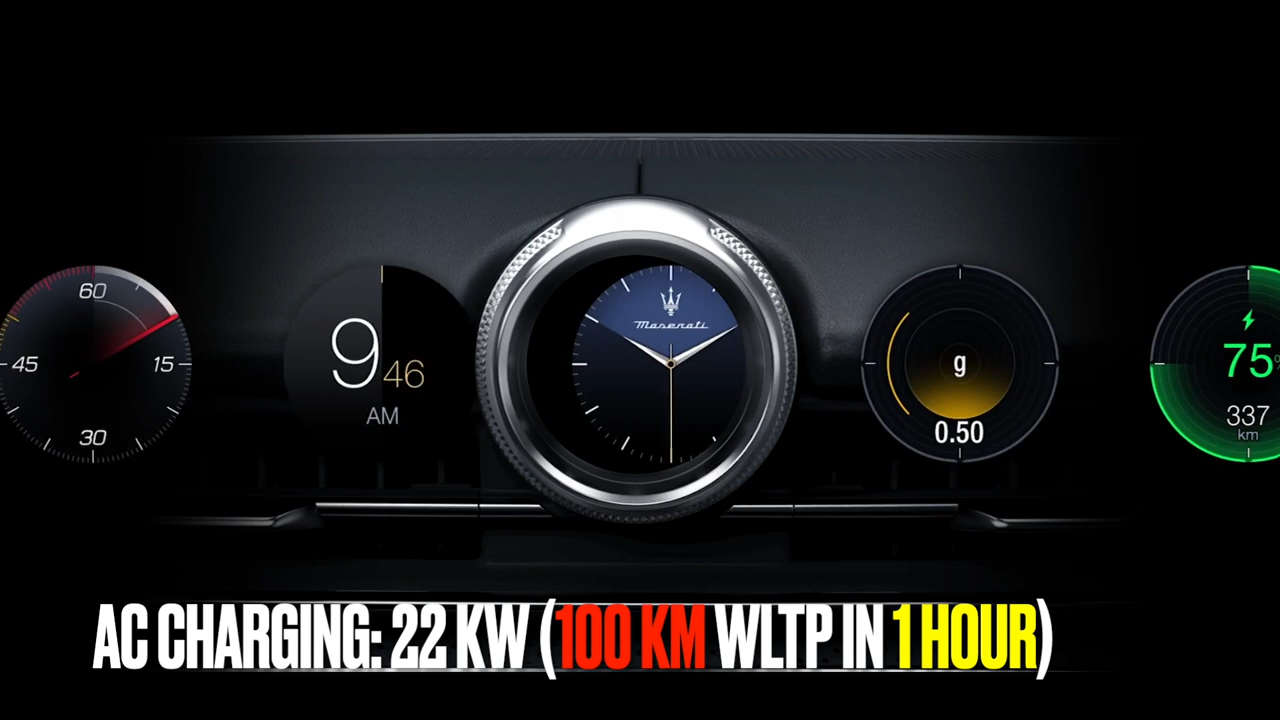 60
45
15
30
9
46
AM
Maserati
g
0.50
75%
337
km
AC CHARGING: 22 KW (100 KM WLTP IN 1 HOUR)